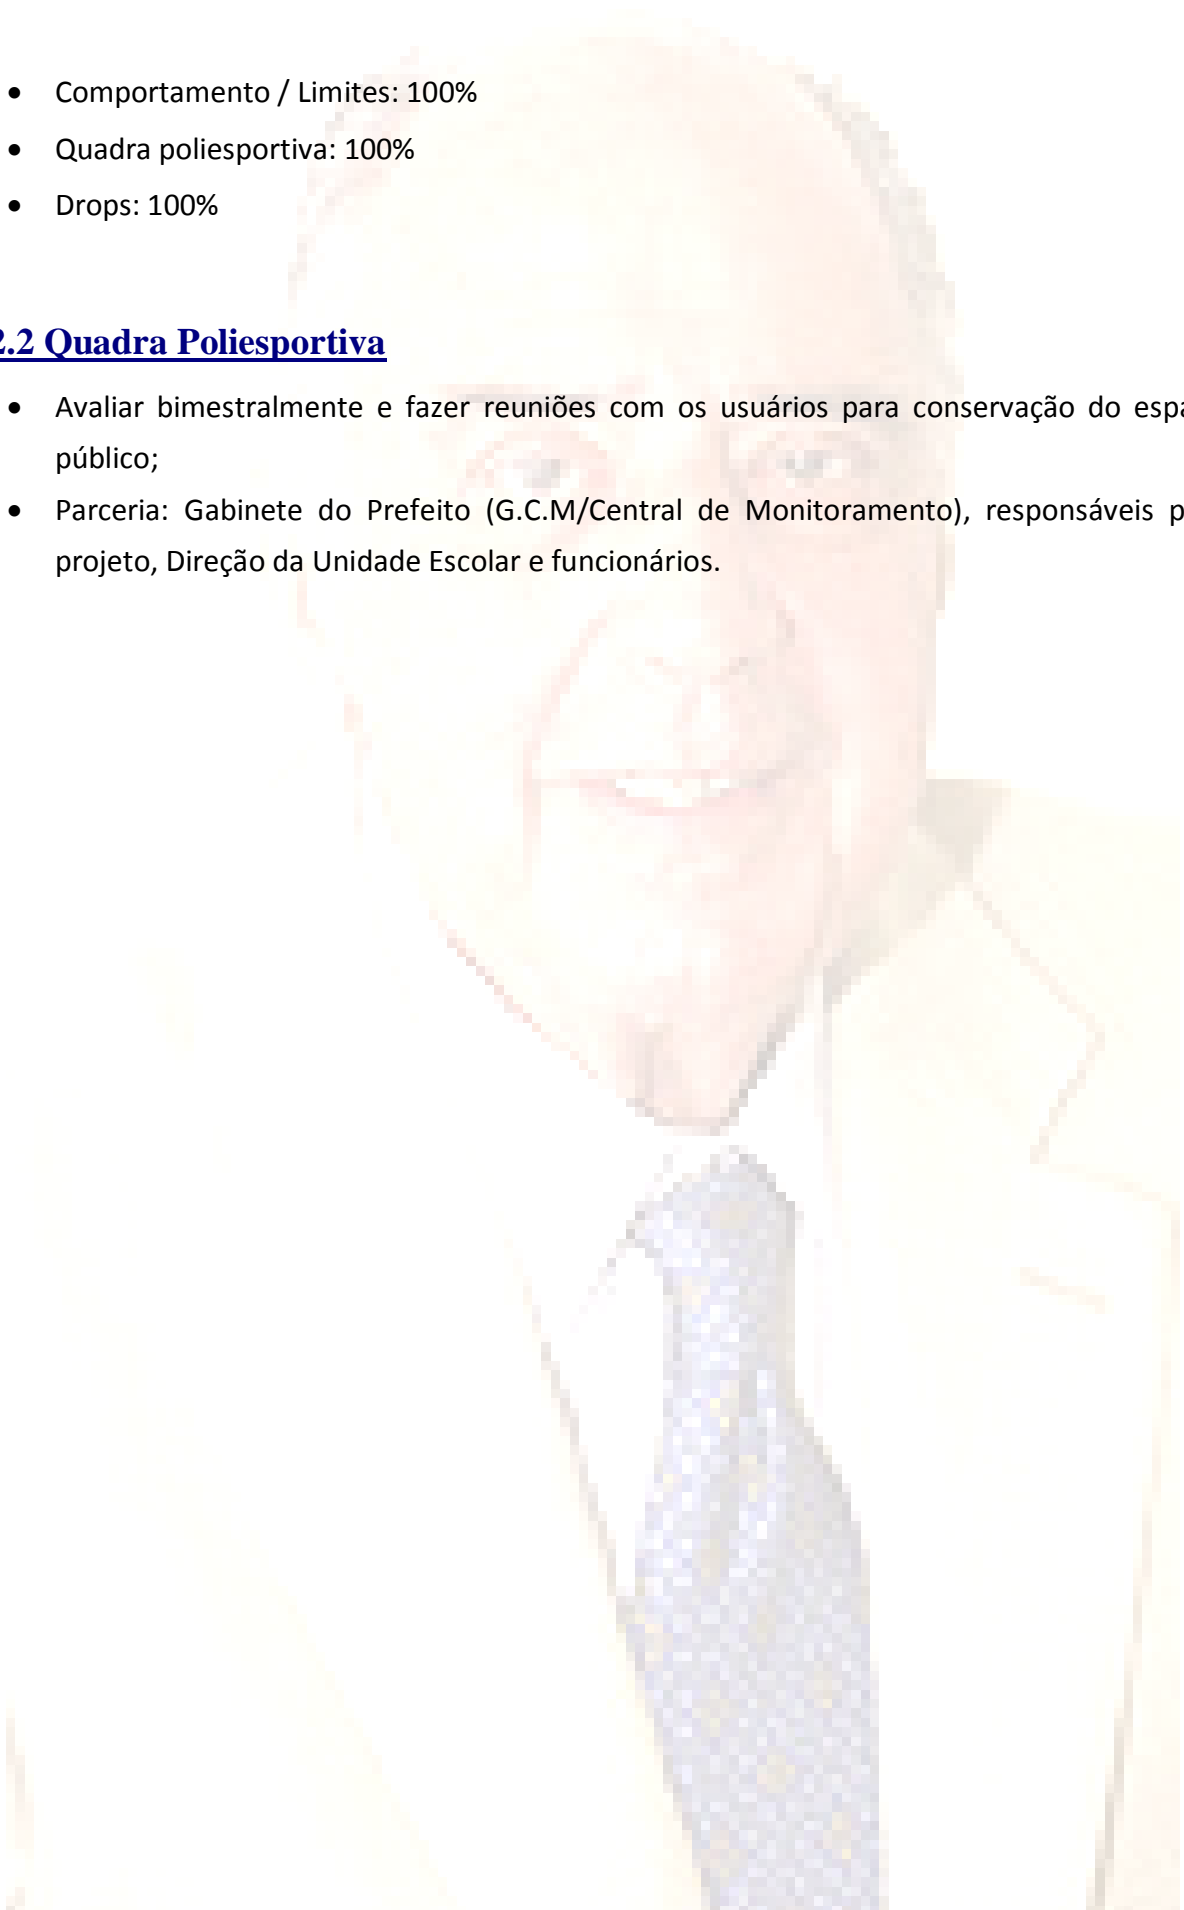 • Comportamento / Limites: 100%
• Quadra poliesportiva: 100%
• Drops: 100%
2.2 Quadra Poliesportiva
• Avaliar bimestralmente e fazer reuniões com os usuários para conservação do
público;
• Parceria: Gabinete do Prefeito (G.C.M/Central de Monitoramento), responsáveis
projeto, Direção da Unidade Escolar e funcionários.